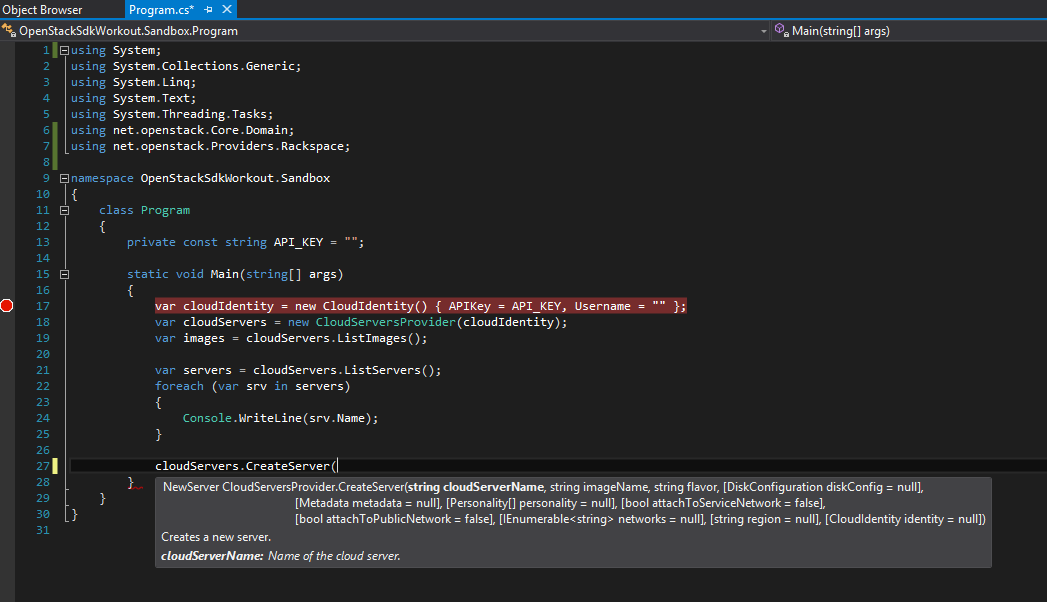 Object Browser Program.cs*
OpenStackSdkWorkout.Sandbox.Program Main(string[] args)
1 using System;
2 using System.Collections.Generic;
3 using System.Linq;
4 using System.Text;
5 using System.Threading.Tasks;
6 using net.openstack.Core.Domain;
7 using net.openstack.Providers.Rackspace;
8
9 namespace OpenStackSdkWorkout.Sandbox
10 {
11 class Program
12 {
13 private const string API_KEY = "";
14
15 static void Main(string[] args)
16 {
17 var cloudIdentity = new CloudIdentity() { APIKey = API_KEY, Username = "" };
18 var cloudServers = new CloudServersProvider(cloudIdentity);
19 var images = cloudServers.ListImages();
20
21 var servers = cloudServers.ListServers();
22 foreach (var srv in servers)
23 {
24 Console.WriteLine(srv.Name);
25 }
26
27 cloudServers.CreateServer(
28 }
29 }
30 }
31
NewServer CloudServersProvider.CreateServer(string cloudServerName, string imageName, string flavor, [DiskConfiguration diskConfig = null],
[Metadata metadata = null], [Personality[] personality = null], [bool attachToServiceNetwork = false],
[bool attachToPublicNetwork = false], [IEnumerable<string> networks = null], [string region = null], [CloudIdentity identity = null])
Creates a new server.
cloudServerName: Name of the cloud server.